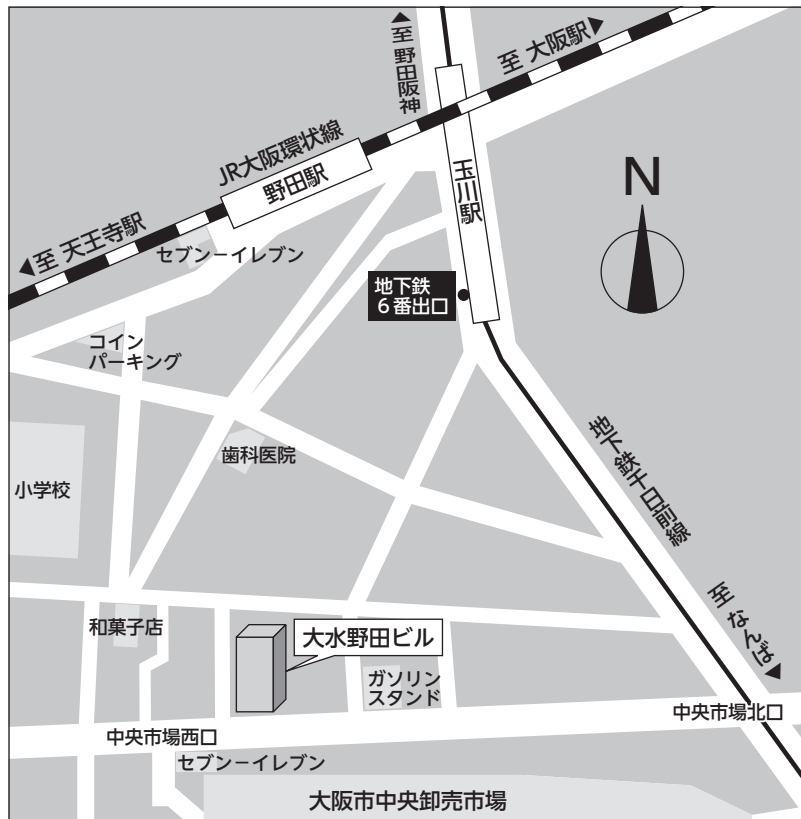 至 野田阪神
至 大阪駅
JR大阪環状線
野田駅
玉川駅
N
至 天王寺駅
セブン−イレブン
地下鉄
6番出口
コイン
パーキング
歯科医院
地下鉄千日前線
小学校
至 なんば
和菓子店
大水野田ビル
ガソリン
スタンド
中央市場北口
中央市場西口
セブン−イレブン
大阪市中央卸売市場